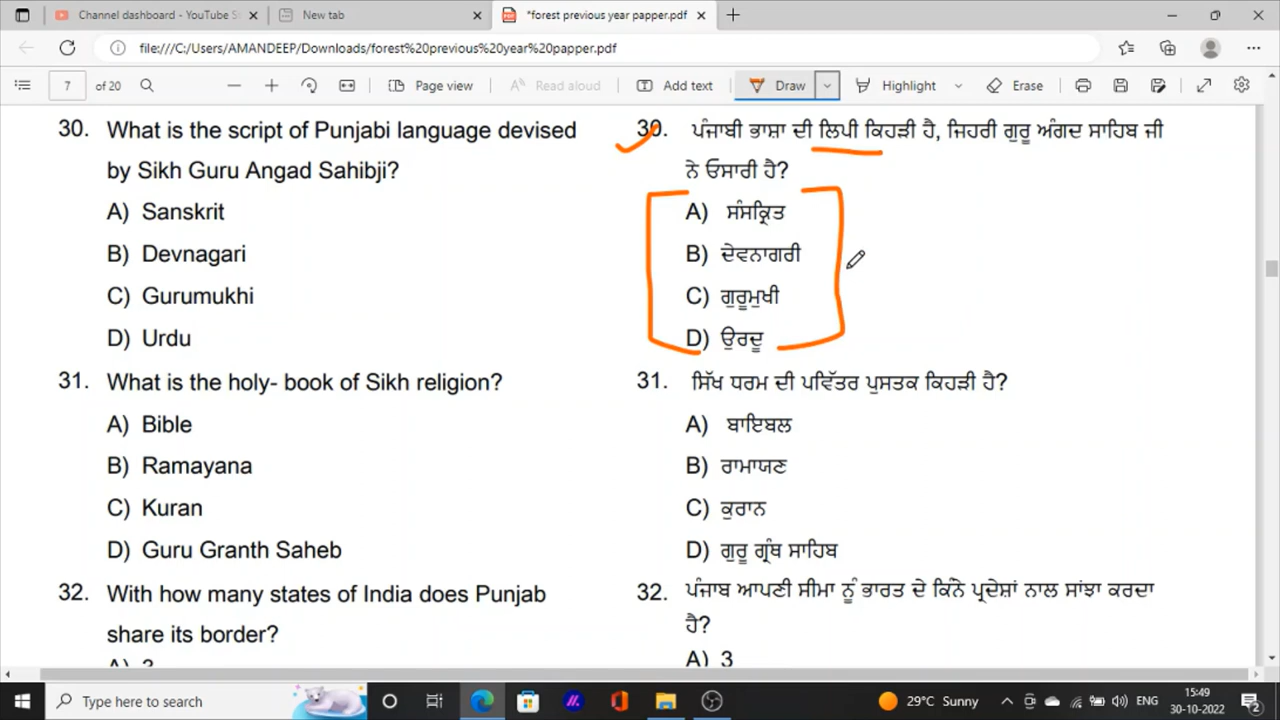 Channel dashboard - YouTube S
New tab
*forest previous year papper.pdf
file:///C:/Users/AMANDEEP/Downloads/forest%20previous%20year%20papper.pdf
7 of 20
Page view
Read aloud
Add text
Draw
Highlight
Erase
30. What is the script of Punjabi language devised
by Sikh Guru Angad Sahibji?
A) Sanskrit
B) Devnagari
C) Gurumukhi
D) Urdu
31. What is the holy- book of Sikh religion?
A) Bible
B) Ramayana
C) Kuran
D) Guru Granth Saheb
32. With how many states of India does Punjab
share its border?
30. ਪੰਜਾਬੀ ਭਾਸ਼ਾ ਦੀ ਲਿਪੀ ਕਿਹੜੀ ਹੈ, ਜਿਹਰੀ ਗੁਰੂ ਅੰਗਦ ਸਾਹਿਬ ਜੀ
ਨੇ ਓਸਾਰੀ ਹੈ?
A) ਸੰਸਕ੍ਰਿਤ
B) ਦੇਵਨਾਗਰੀ
C) ਗੁਰੂਮੁਖੀ
D) ਉਰਦੂ
31. ਸਿੱਖ ਧਰਮ ਦੀ ਪਵਿੱਤਰ ਪੁਸਤਕ ਕਿਹੜੀ ਹੈ?
A) ਬਾਇਬਲ
B) ਰਾਮਾਯਣ
C) ਕੁਰਾਨ
D) ਗੁਰੂ ਗ੍ਰੰਥ ਸਾਹਿਬ
32. ਪੰਜਾਬ ਆਪਣੀ ਸੀਮਾ ਨੂੰ ਭਾਰਤ ਦੇ ਕਿੰਨੇ ਪ੍ਰਦੇਸ਼ਾਂ ਨਾਲ ਸਾਂਝਾ ਕਰਦਾ
ਹੈ?
A) 3
Type here to search
29°C Sunny
ENG
15:49
30-10-2022
2